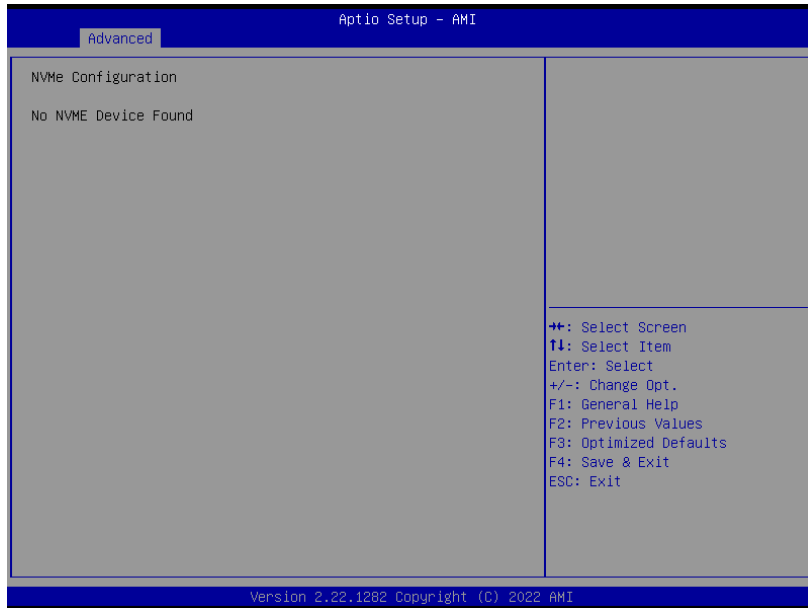 Aptio Setup – AMI
Advanced
NVMe Configuration
No NVME Device Found
→←: Select Screen
↑↓: Select Item
Enter: Select
+/-: Change Opt.
F1: General Help
F2: Previous Values
F3: Optimized Defaults
F4: Save & Exit
ESC: Exit
Version 2.22.1282 Copyright (C) 2022 AMI